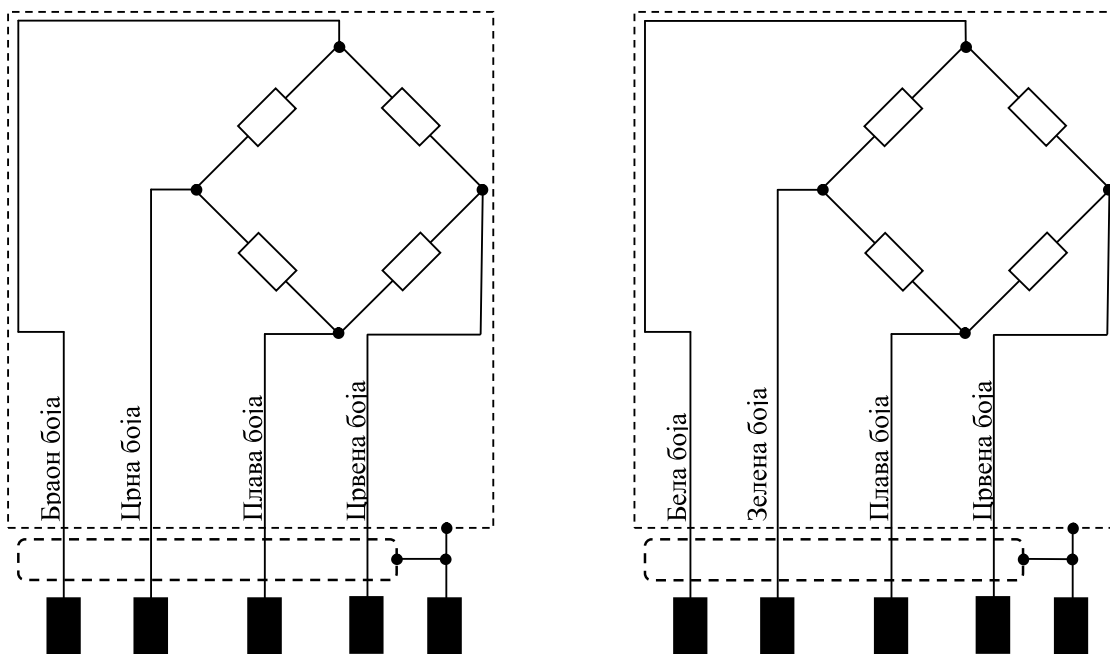 Браон боја
Црна боја
Плава боја
Црвена боја
Бела боја
Зелена боја
Плава боја
Црвена боја